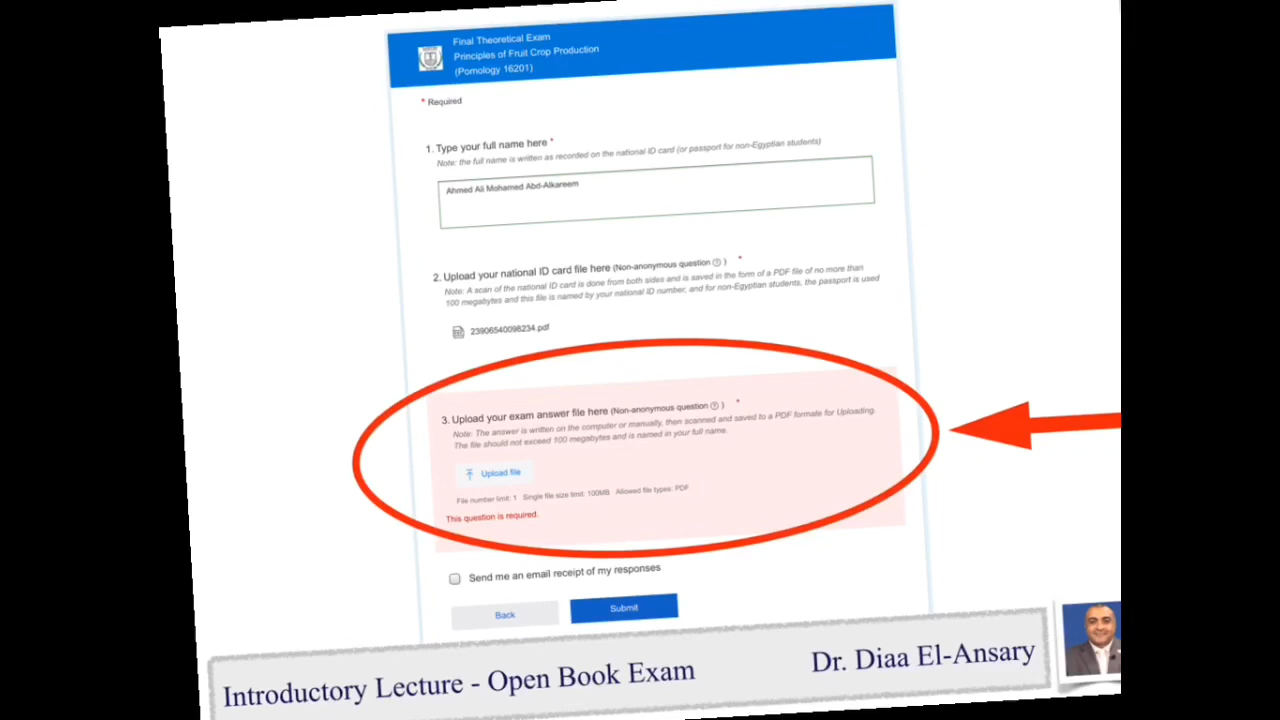 Final Theoretical Exam
Principles of Fruit Crop Production
(Pomology 16201)
* Required
1. Type your full name here *
Note: the full name is written as recorded on the national ID card (or passport for non-Egyptian students)
Ahmed Ali Mohamed Abd-Alkareem
2. Upload your national ID card file here (Non-anonymous question ?) *
Note: A scan of the national ID card is done from both sides and is saved in the form of a PDF file of no more than
100 megabytes and this file is named by your national ID number, and for non-Egyptian students, the passport is used
23906540098234.pdf
3. Upload your exam answer file here (Non-anonymous question ?) *
Note: The answer is written on the computer or manually, then scanned and saved to a PDF formate for Uploading.
The file should not exceed 100 megsbytes and is named in your full name.
Upload file
File number limit: 1 Single file size limit: 100MB Allowed file types: PDF
This question is required.
Send me an email receipt of my responses
Back
Submit
Introductory Lecture - Open Book Exam
Dr. Diaa El-Ansary